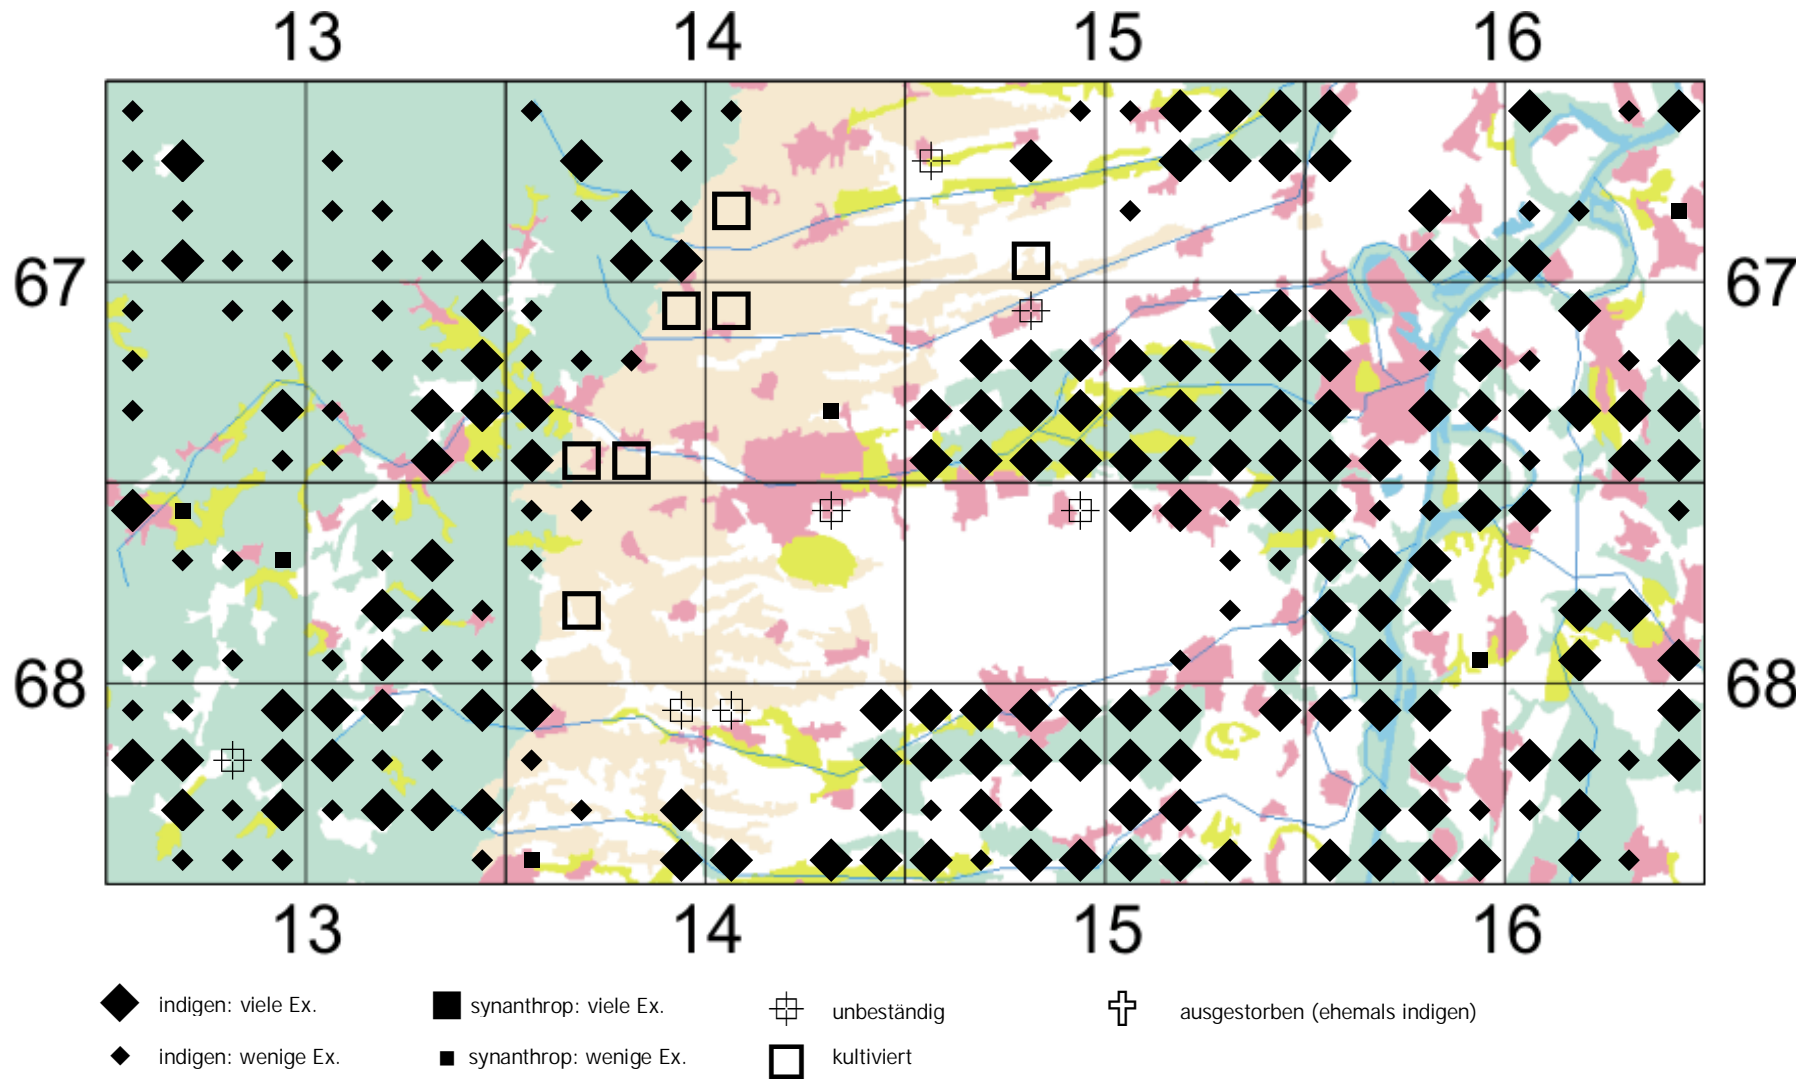 13 14 15 16
67 67
68 68
13 14 15 16
indigen: viele Ex. synanthrop: viele Ex. unbeständig ausgestorben (ehemals indigen)
indigen: wenige Ex. synanthrop: wenige Ex. kultiviert